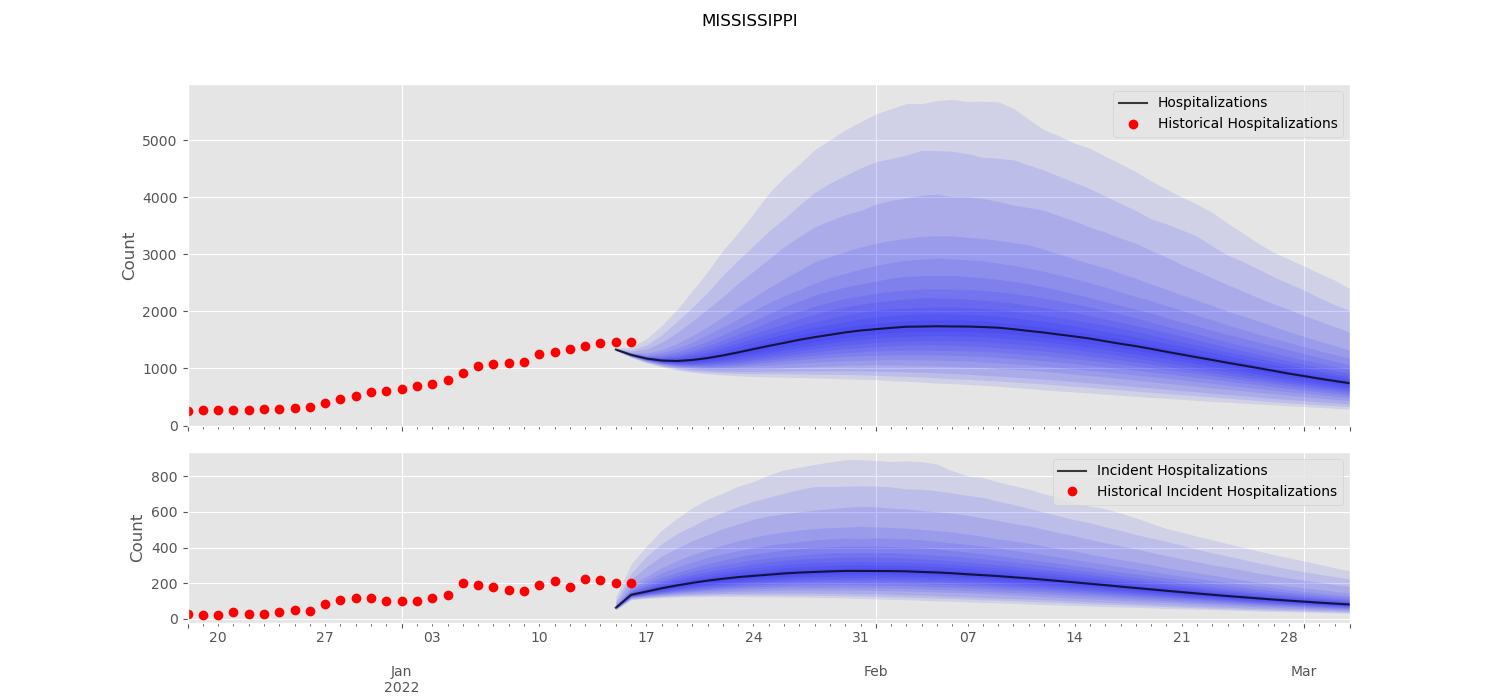 MISSISSIPPI
Hospitalizations
Historical Hospitalizations
Count
5000
4000
3000
2000
1000
0
Incident Hospitalizations
Historical Incident Hospitalizations
Count
800
600
400
200
0
20 27 03 10 17 24 31 07 14 21 28
Jan Feb Mar
2022